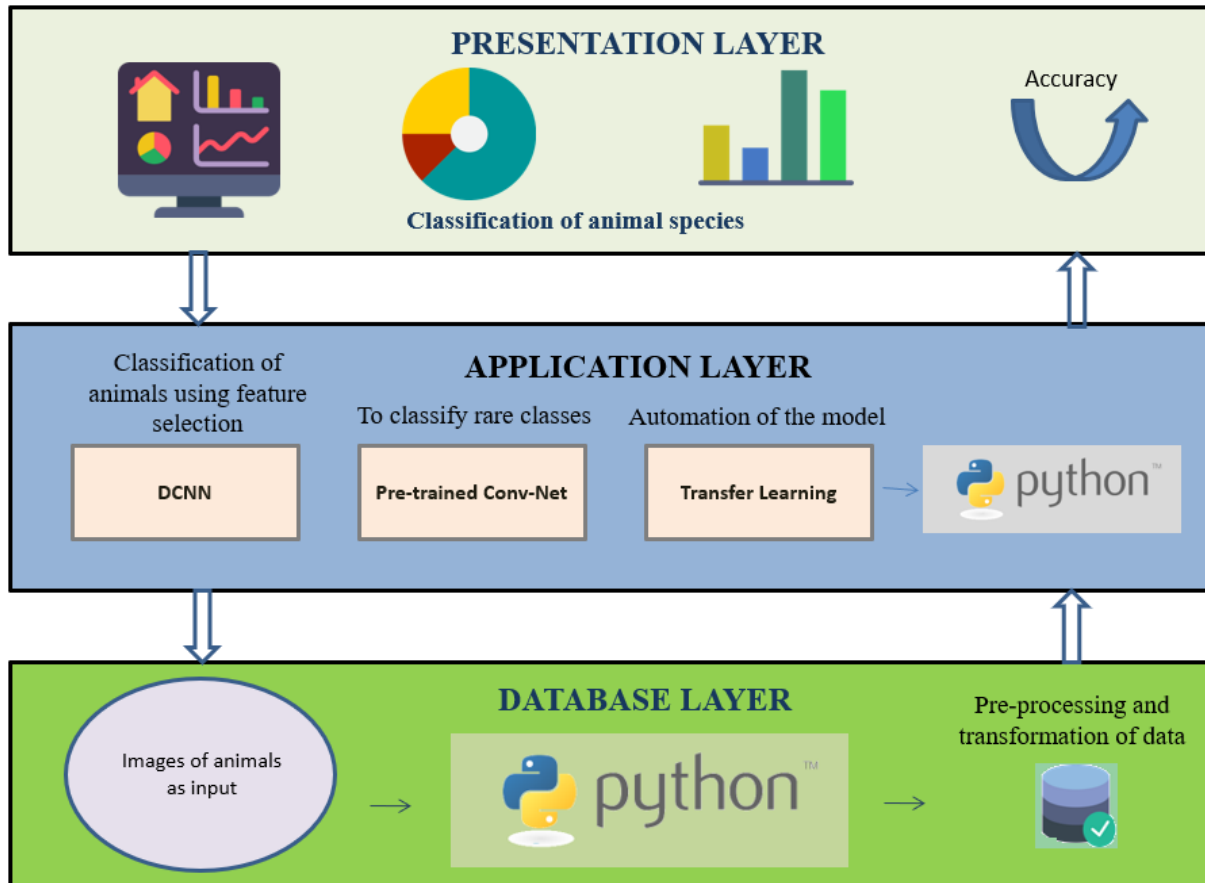 PRESENTATION LAYER
Accuracy
Classification of animal species
Classification of
animals using feature
selection
APPLICATION LAYER
To classify rare classes
Automation of the model
DCNN
Pre-trained Conv-Net
Transfer Learning
python™
DATABASE LAYER
Images of animals
as input
python™
Pre-processing and
transformation of data